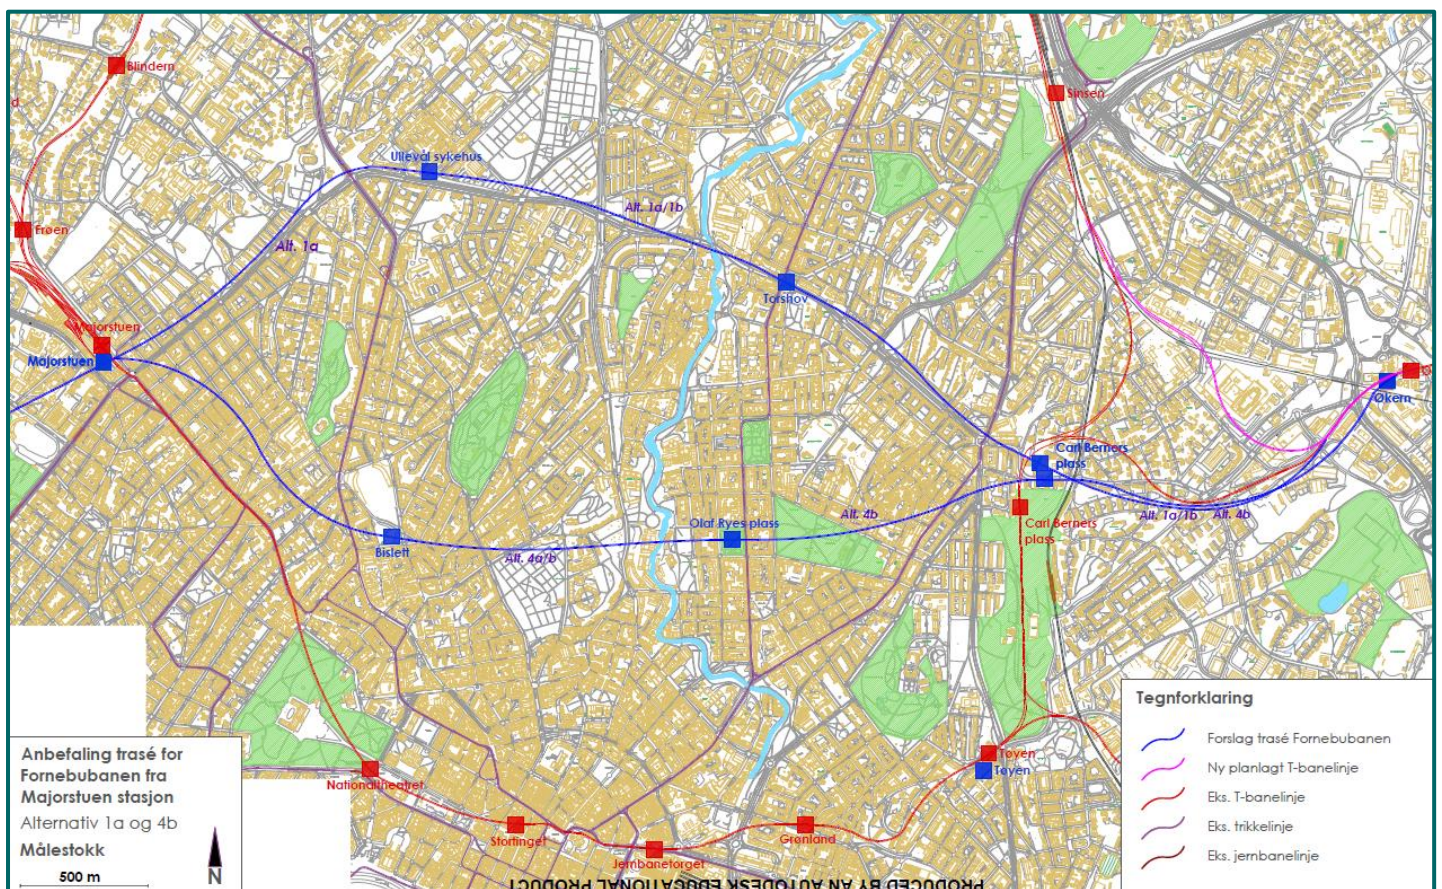 Blindern
Sinsen
Ullevål sykehus
Alt. 1a/1b
Frøen
Alt. 1a
Torshov
Majorstuen
Majorstuen
Økern
Carl Berners
plass
Olaf Ryes plass
Alt. 4b
Carl Berners
plass
Alt. 1a/1b
Alt. 4b
Bislett
Alt. 4a/b
Tøyen
Tøyen
Nationaltheatret
Stortinget
Jernbanetorget
Grønland
Anbefaling trasé for
Fornebubanen fra
Majorstuen stasjon
Alternativ 1a og 4b
Målestokk
500 m
N
Tegnforklaring
Forslag trasé Fornebubanen
Ny planlagt T-banelinje
Eks. T-banelinje
Eks. trikkelinje
Eks. jernbanelinje
PRODUCED BY AN AUTODESK EDUCATIONAL PRODUCT